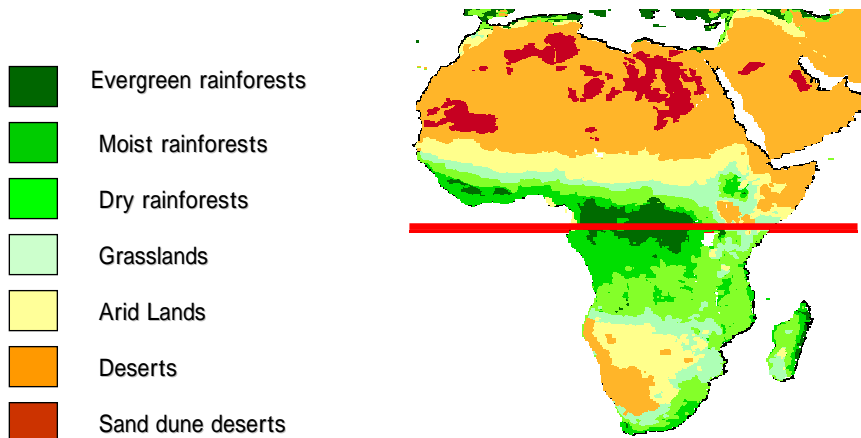 Evergreen rainforests
Moist rainforests
Dry rainforests
Grasslands
Arid Lands
Deserts
Sand dune deserts